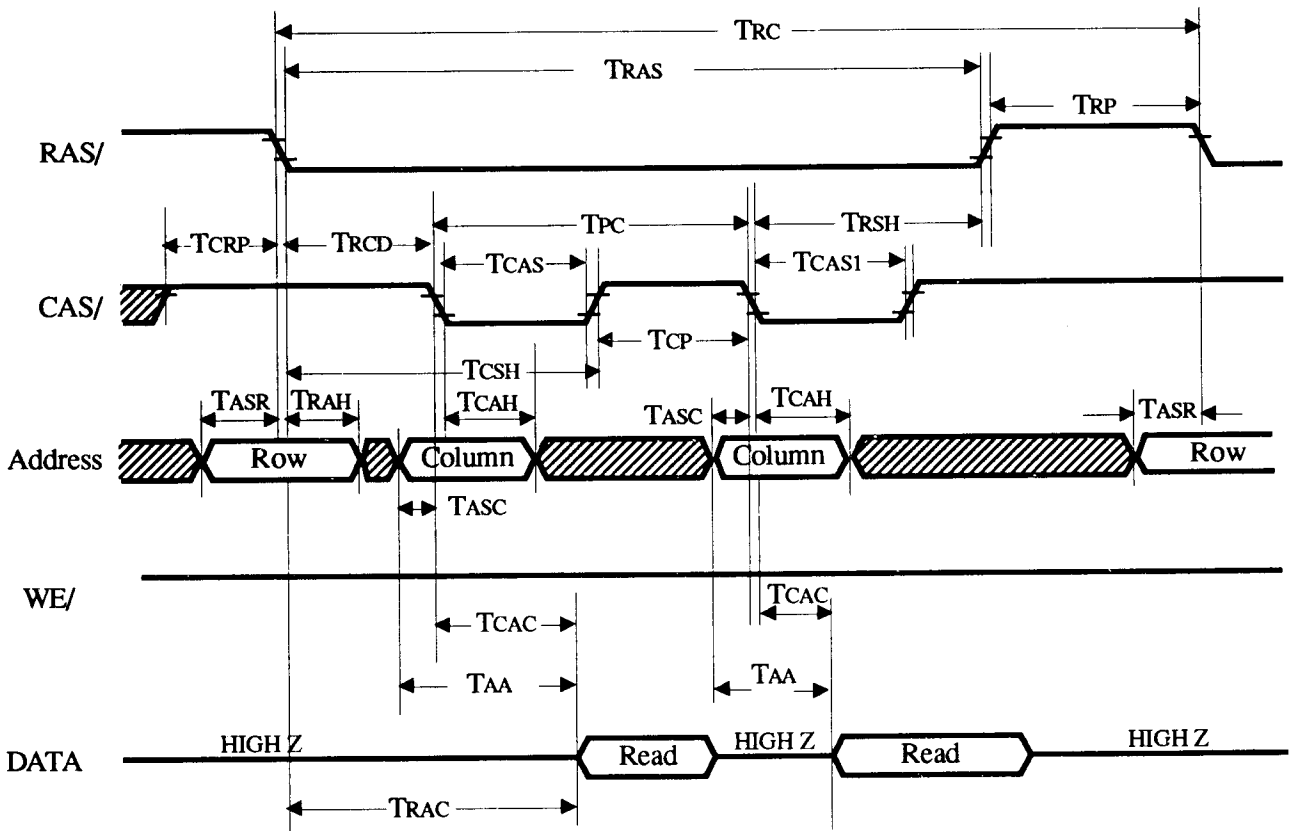 TRC
TRAS
TRP
RAS/
TPC
TRSH
TCRP
TRCD
TCAS
TCAS1
CAS/
TCP
TCSH
TASR
TRAH
TCAH
TASC
TCAH
TASR
Address
Row
Column
Column
Row
TASC
WE/
TCAC
TCAC
TAA
TAA
DATA
HIGH Z
Read
HIGH Z
Read
HIGH Z
TRAC